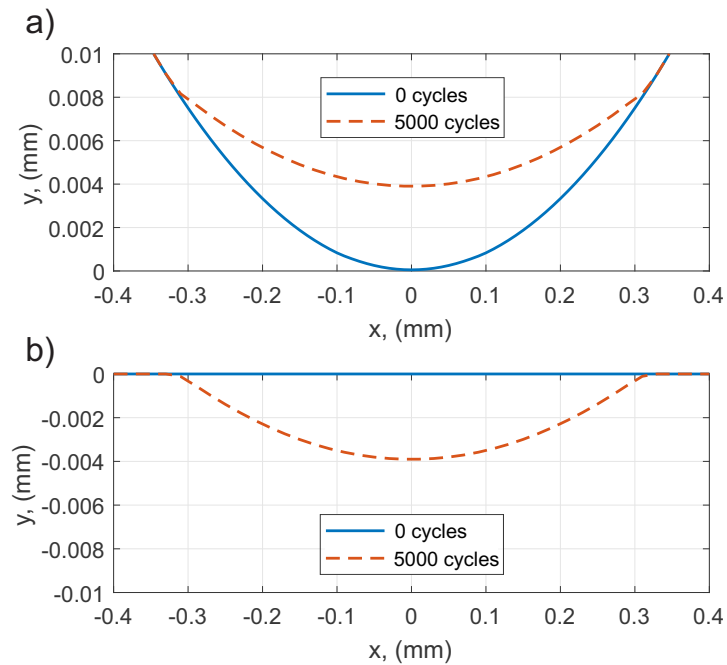 a)
0.01
0.008
0.006
0.004
0.002
0
y, (mm)
0 cycles
5000 cycles
-0.4 -0.3 -0.2 -0.1 0 0.1 0.2 0.3 0.4
x, (mm)
b)
0
-0.002
-0.004
-0.006
-0.008
-0.01
y, (mm)
0 cycles
5000 cycles
-0.4 -0.3 -0.2 -0.1 0 0.1 0.2 0.3 0.4
x, (mm)